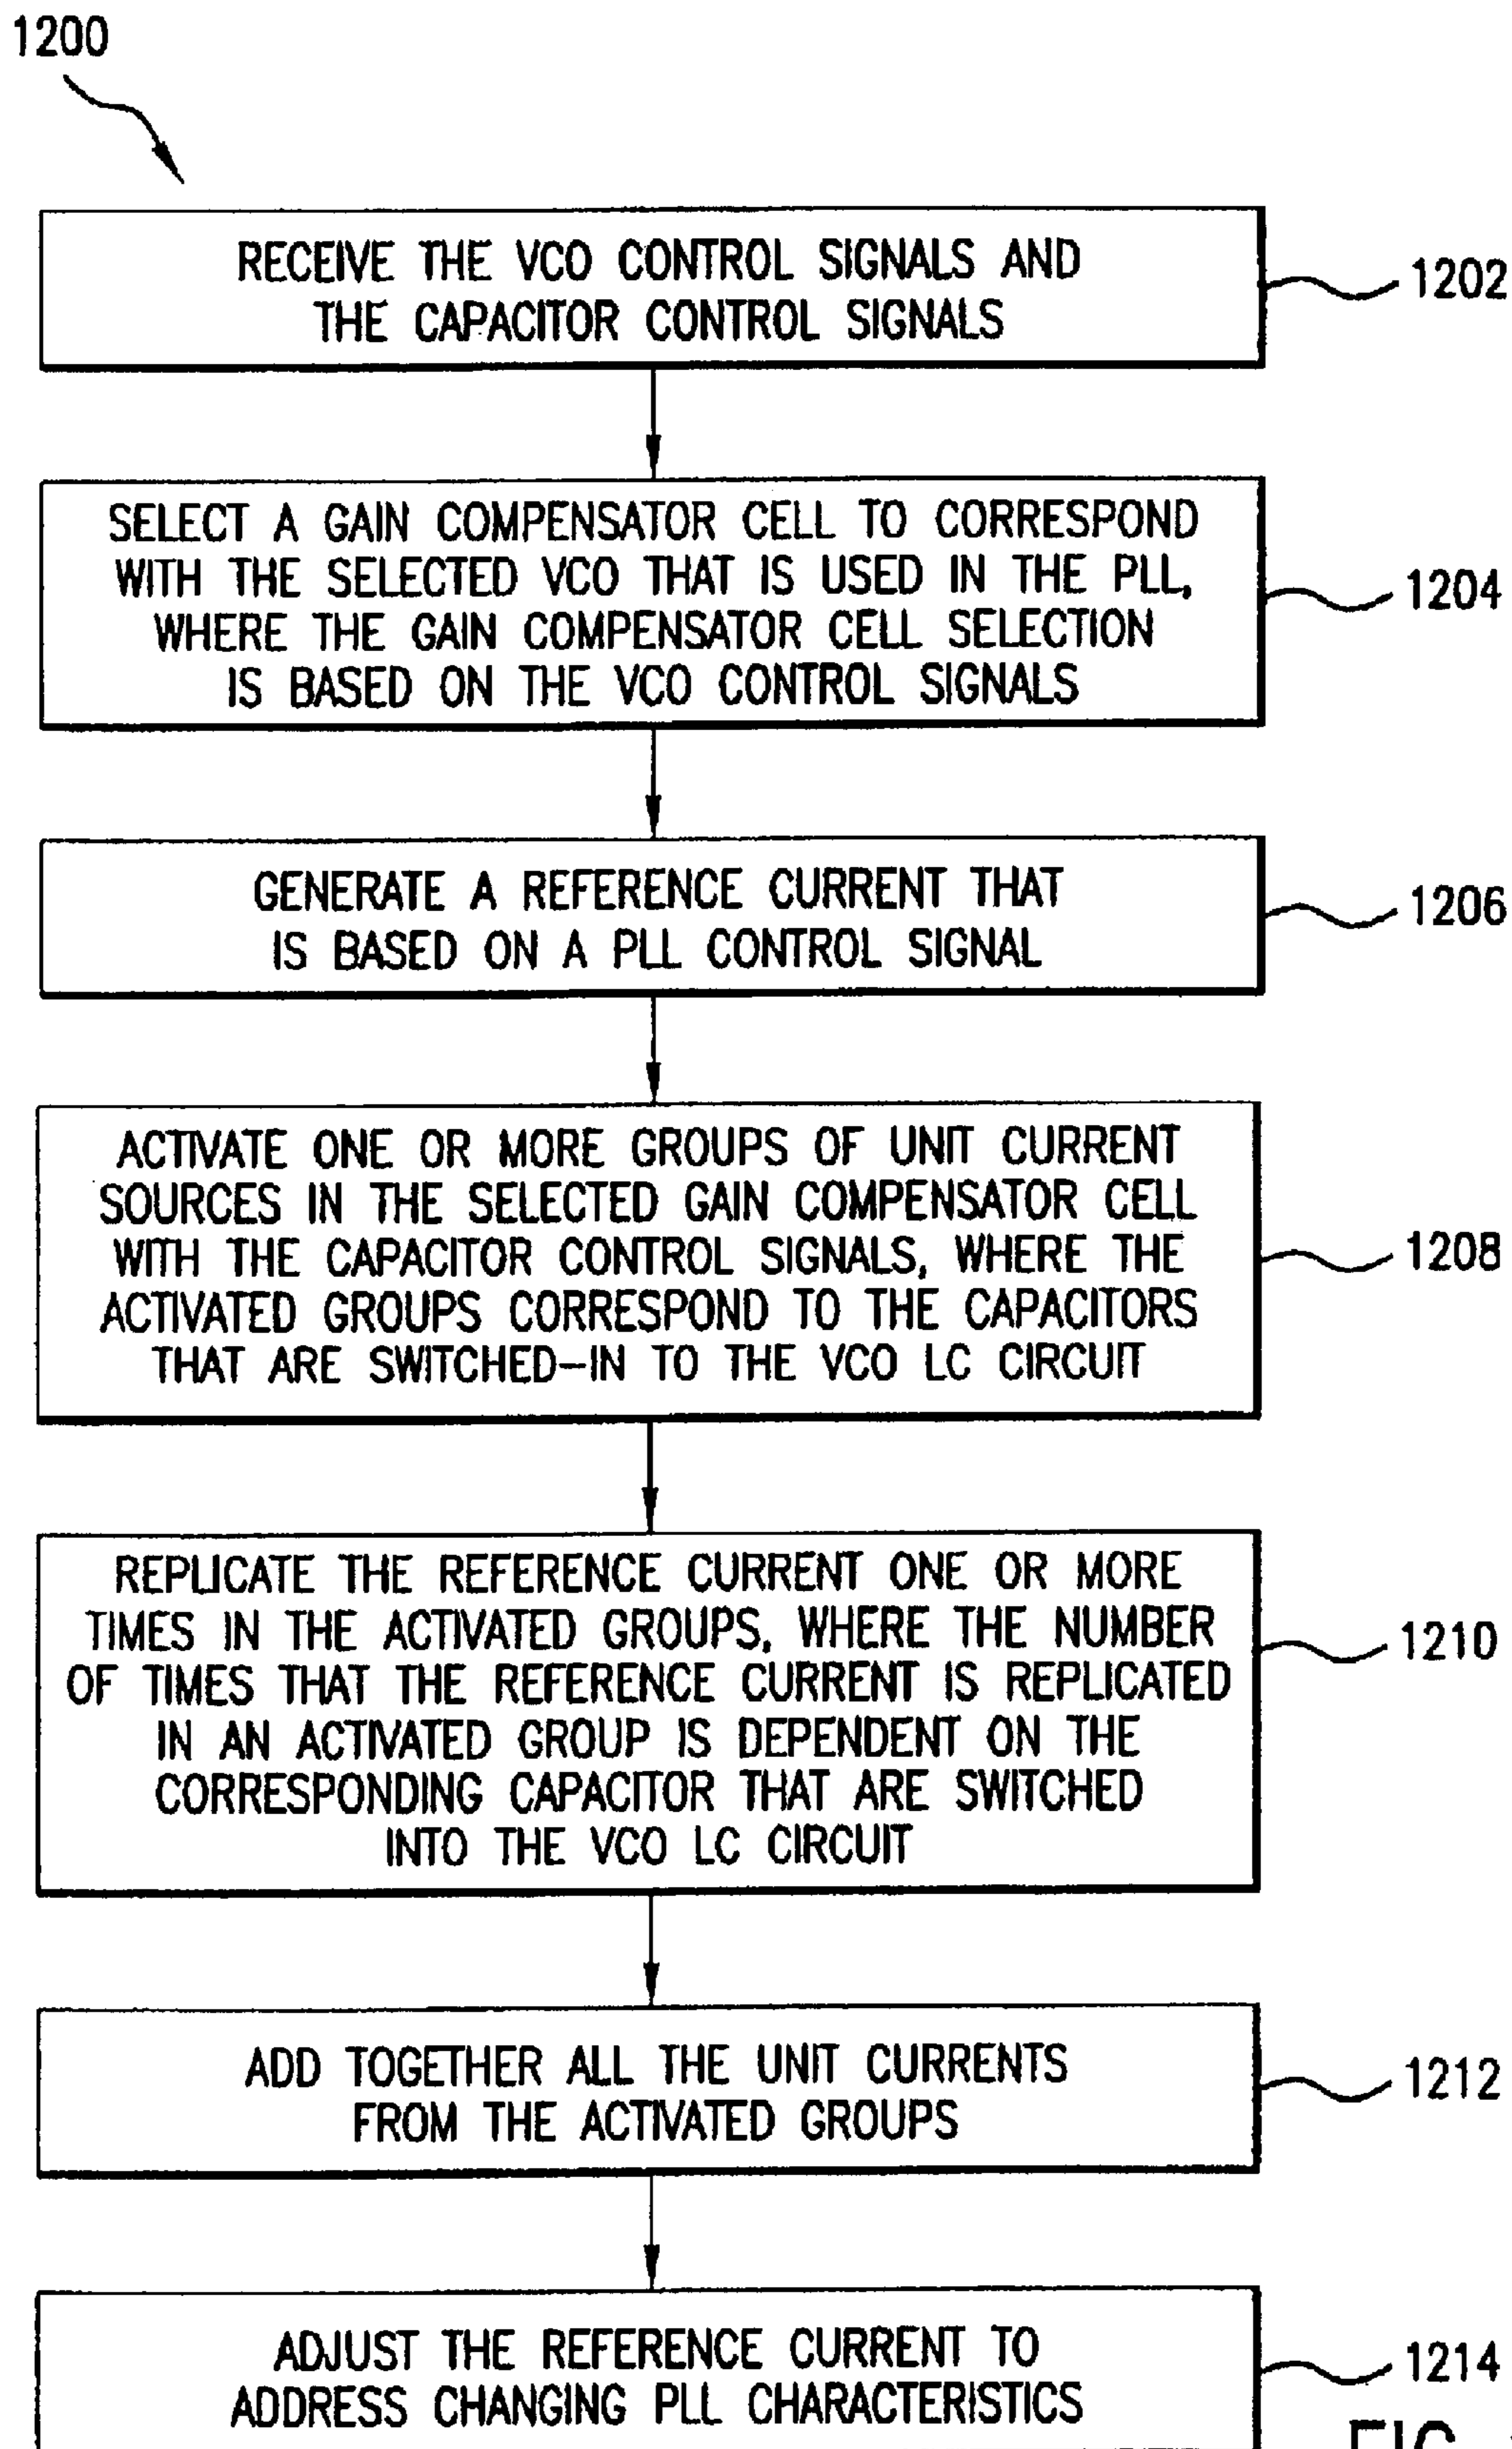 1200
RECEIVE THE VCO CONTROL SIGNALS AND
THE CAPACITOR CONTROL SIGNALS
1202
SELECT A GAIN COMPENSATOR CELL TO CORRESPOND
WITH THE SELECTED VCO THAT IS USED IN THE PLL,
WHERE THE GAIN COMPENSATOR CELL SELECTION
IS BASED ON THE VCO CONTROL SIGNALS
1204
GENERATE A REFERENCE CURRENT THAT
IS BASED ON A PLL CONTROL SIGNAL
1206
ACTIVATE ONE OR MORE GROUPS OF UNIT CURRENT
SOURCES IN THE SELECTED GAIN COMPENSATOR CELL
WITH THE CAPACITOR CONTROL SIGNALS, WHERE THE
ACTIVATED GROUPS CORRESPOND TO THE CAPACITORS
THAT ARE SWITCHED-IN TO THE VCO LC CIRCUIT
1208
REPLICATE THE REFERENCE CURRENT ONE OR MORE
TIMES IN THE ACTIVATED GROUPS, WHERE THE NUMBER
OF TIMES THAT THE REFERENCE CURRENT IS REPLICATED
IN AN ACTIVATED GROUP IS DEPENDENT ON THE
CORRESPONDING CAPACITOR THAT ARE SWITCHED
INTO THE VCO LC CIRCUIT
1210
ADD TOGETHER ALL THE UNIT CURRENTS
FROM THE ACTIVATED GROUPS
1212
ADJUST THE REFERENCE CURRENT TO
ADDRESS CHANGING PLL CHARACTERISTICS
1214